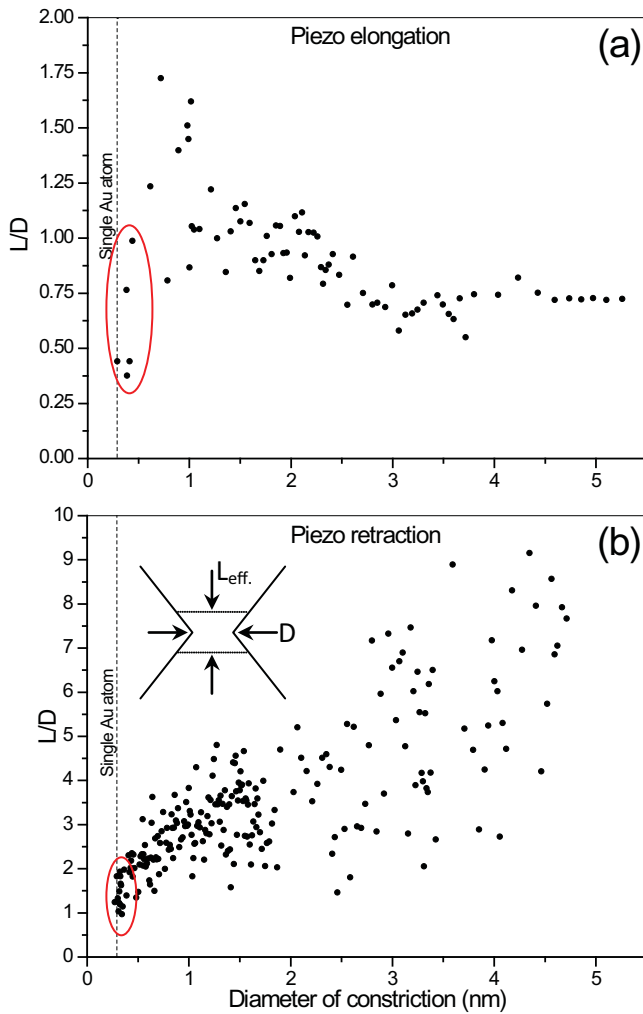 2.00
Piezo elongation
(a)
1.75
1.50
1.25
Single Au atom
L/D
1.00
0.75
0.50
0.25
0.00
0 1 2 3 4 5
10
Piezo retraction
(b)
9
8
L eff.
7
D
6
Single Au atom
L/D
5
4
3
2
1
0
0 1 2 3 4 5
Diameter of constriction (nm)